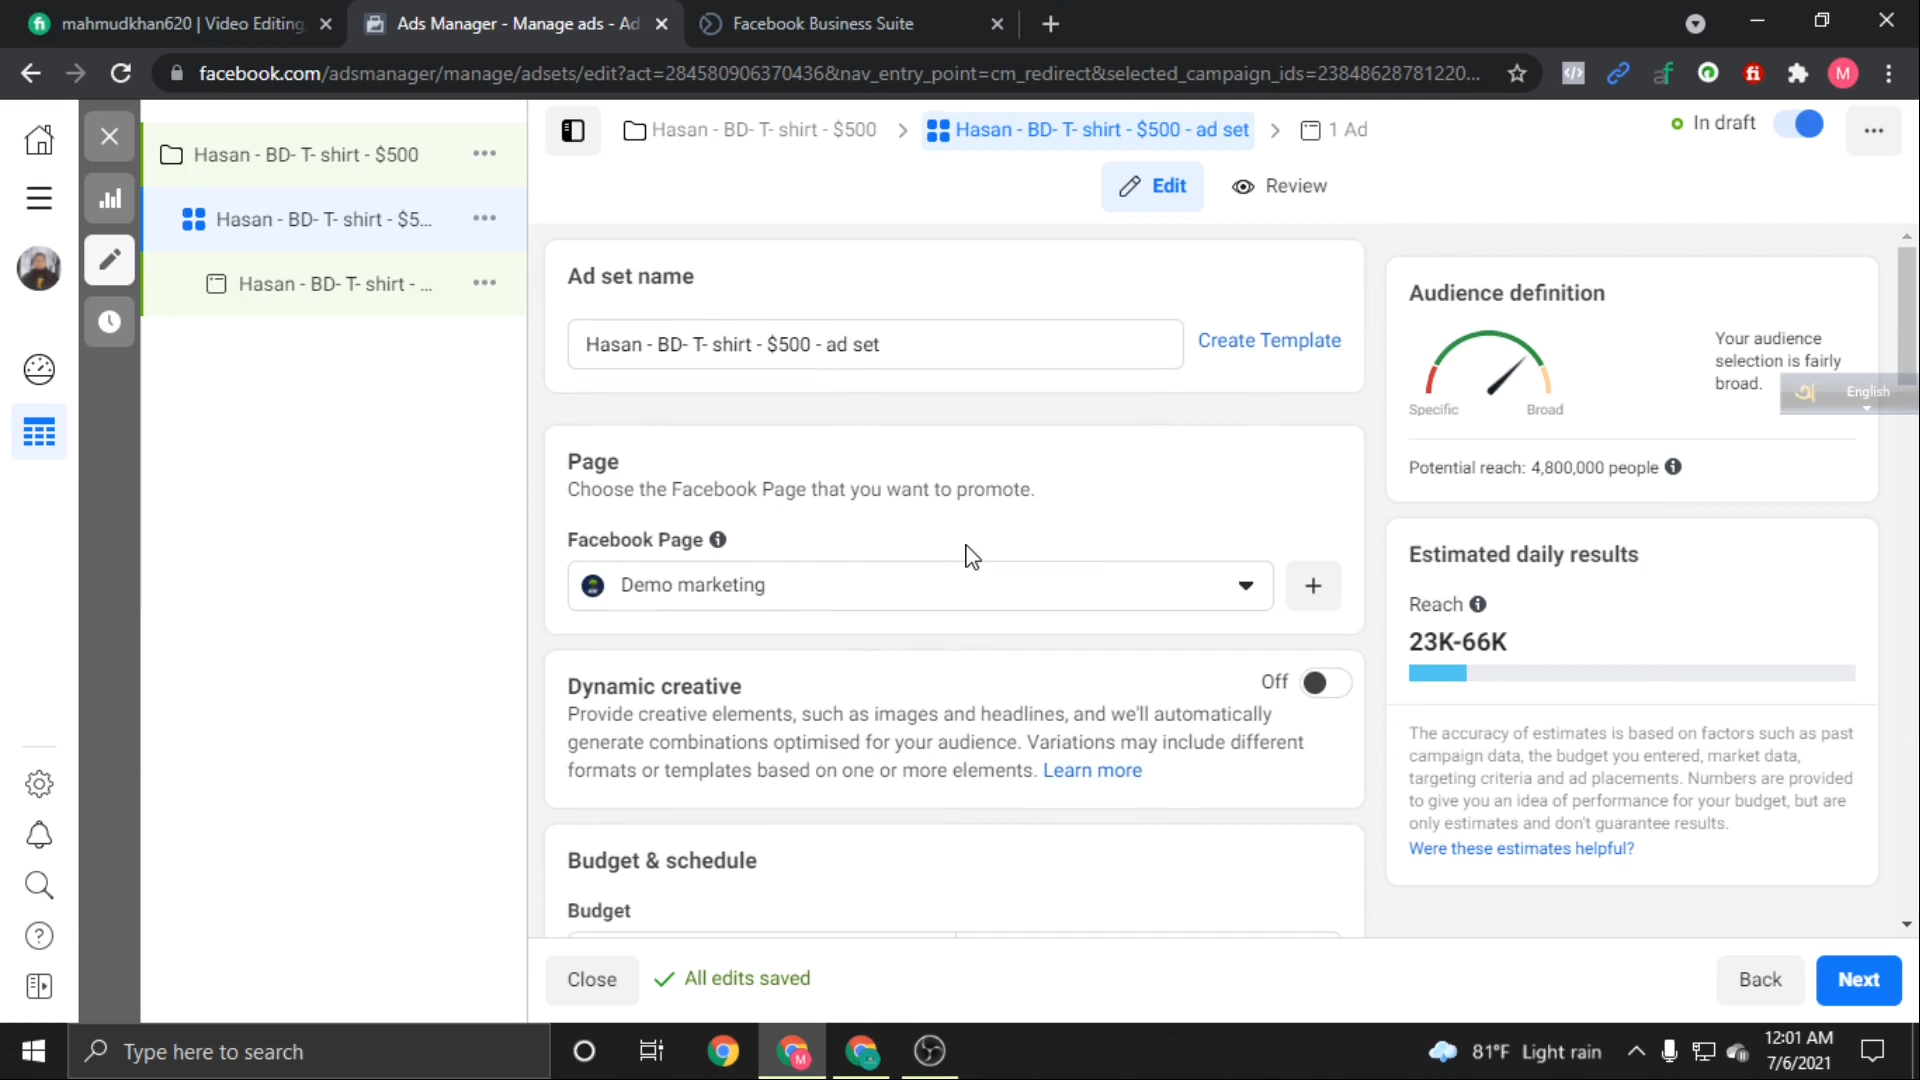 mahmudkhan620 | Video Editing,
Ads Manager - Manage ads - Ad
Facebook Business Suite
facebook.com/adsmanager/manage/adsets/edit?act=284580906370436&nav_entry_point=cm_redirect&selected_campaign_ids=23848628781220...
M
Hasan - BD- T- shirt - $500
Hasan - BD- T- shirt - $5...
Hasan - BD- T- shirt - ...
Hasan - BD- T- shirt - $500
Hasan - BD- T- shirt - $500 - ad set
1 Ad
In draft
Edit
Review
Ad set name
Hasan - BD- T- shirt - $500 - ad set
Create Template
Page
Choose the Facebook Page that you want to promote.
Facebook Page
Demo marketing
Dynamic creative
Off
Provide creative elements, such as images and headlines, and we'll automatically
generate combinations optimised for your audience. Variations may include different
formats or templates based on one or more elements. Learn more
Budget & schedule
Budget
Audience definition
Your audience
selection is fairly
broad.
Specific
Broad
অ English
Potential reach: 4,800,000 people
Estimated daily results
Reach
23K-66K
The accuracy of estimates is based on factors such as past
campaign data, the budget you entered, market data,
targeting criteria and ad placements. Numbers are provided
to give you an idea of performance for your budget, but are
only estimates and don't guarantee results.
Were these estimates helpful?
Close
All edits saved
Back
Next
Type here to search
81°F Light rain
12:01 AM
7/6/2021